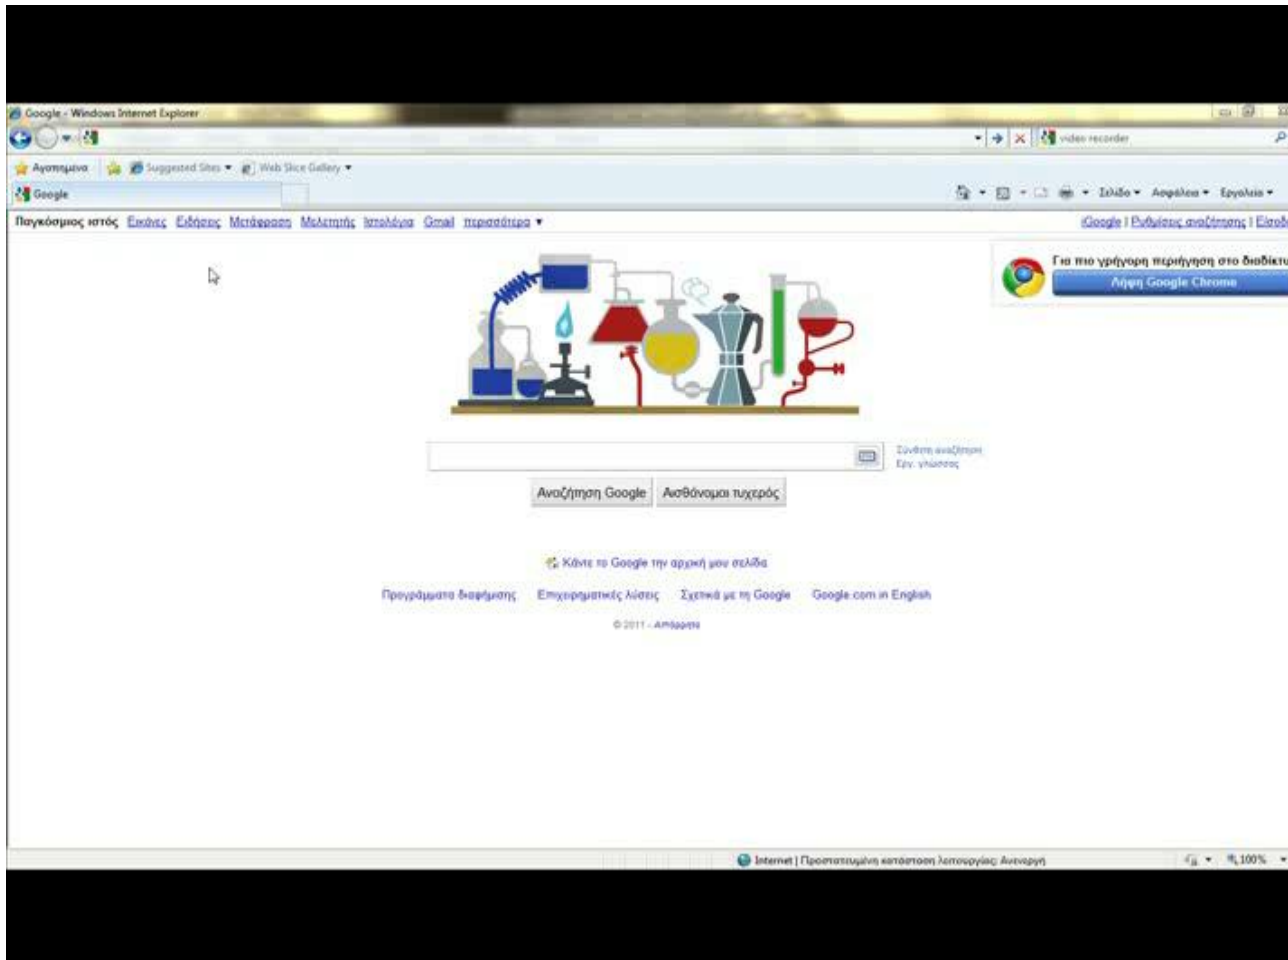 Google - Windows Internet Explorer
video recorder
Αγαπημένα Suggested Sites Web Slice Gallery
Google Σελίδα Ασφάλεια Εργαλεία
Παγκόσμιος ιστός Εικόνες Ειδήσεις Μετάφραση Μελετητής Ιστολόγια Gmail περισσότερα iGoogle | Ρυθμίσεις αναζήτησης |
Για πιο γρήγορη περιήγηση στο
Λήψη Google Chrome
Σύνθετη αναζήτηση
Εργ. γλώσσας
Αναζήτηση Google Αισθάνομαι τυχερός
Κάντε το Google την αρχική μου σελίδα
Προγράμματα διαφήμισης Επιχειρηματικές λύσεις Σχετικά με τη Google Google.com in English
© 2011 - Απόρρητο
Internet | Προστατευμένη κατάσταση λειτουργίας: Ανενεργή 100%